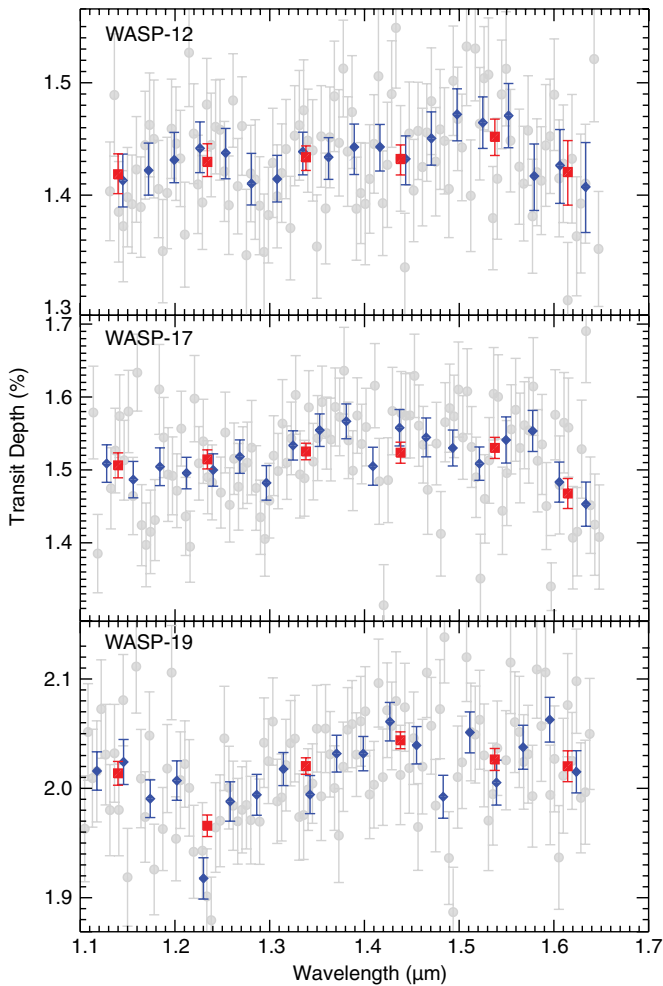 WASP-12
1.5
1.4
1.3
WASP-17
1.7
1.6
1.5
1.4
Transit Depth (%)
WASP-19
2.1
2.0
1.9
1.1 1.2 1.3 1.4 1.5 1.6 1.7
Wavelength (μm)